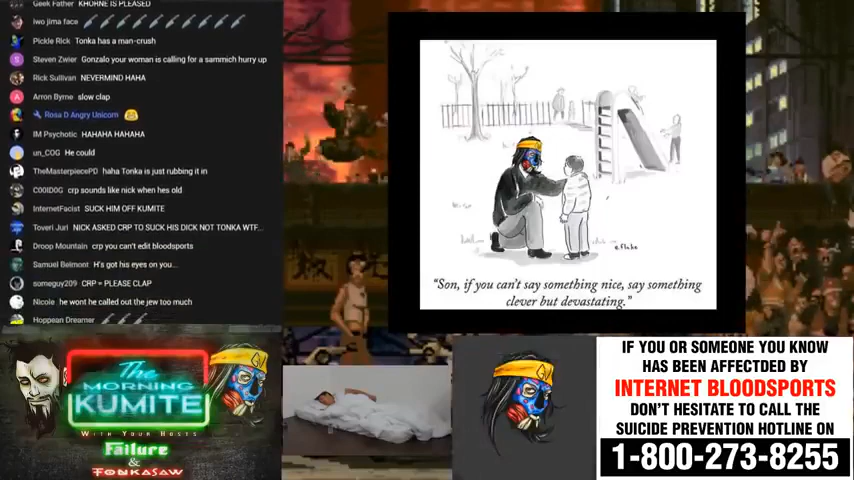 Geek Father KHORNE IS PLEASED
iwo jima face
Pickle Rick Tonka has a man-crush
Steven Zwier Gonzalo your woman is calling for a sammich hurry up
Rick Sullivan NEVERMIND HAHA
Arron Byrne slow clap
Rosa D Angry Unicorn
IM Psychotic HAHAHA HAHAHA
un_COG He could
TheMasterpiecePD haha Tonka is just rubbing it in
C00lD0G crp sounds like nick when hes old
InternetFacist SUCK HIM OFF KUMITE
Toveri Juri NICK ASKED CRP TO SUCK HIS DICK NOT TONKA WTF...
Droop Mountain crp you can't edit bloodsports
Samuel Belmont H's got his eyes on you...
someguy209 CRP = PLEASE CLAP
Nicole he wont he called out the jew too much
Hoppean Dreamer
e.flake
"Son, if you can't say something nice, say something
clever but devastating."
The
MORNING
KUMITE
With Your Hosts
Failure
&
TONKASAW
IF YOU OR SOMEONE YOU KNOW
HAS BEEN AFFECTDED BY
INTERNET BLOODSPORTS
DON'T HESITATE TO CALL THE
SUICIDE PREVENTION HOTLINE ON
1-800-273-8255